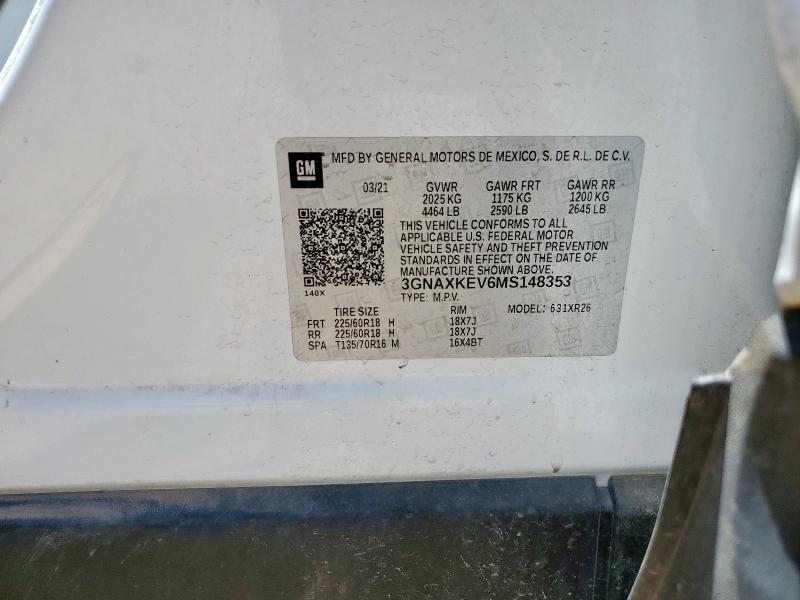 GM
MFD BY GENERAL MOTORS DE MEXICO, S. DE R.L. DE C.V.
03/21 GVWR GAWR FRT GAWR RR
2025 KG 1175 KG 1200 KG
4464 LB 2590 LB 2645 LB
THIS VEHICLE CONFORMS TO ALL
APPLICABLE U.S. FEDERAL MOTOR
VEHICLE SAFETY AND THEFT PREVENTION
STANDARDS IN EFFECT ON THE DATE OF
MANUFACTURE SHOWN ABOVE.
3GNAXKEV6MS148353
140X
TYPE: M.P.V.
TIRE SIZE RIM MODEL: 631XR26
FRT 225/60R18 H 18X7J
RR 225/60R18 H 18X7J
SPA T135/70R16 M 16X4BT